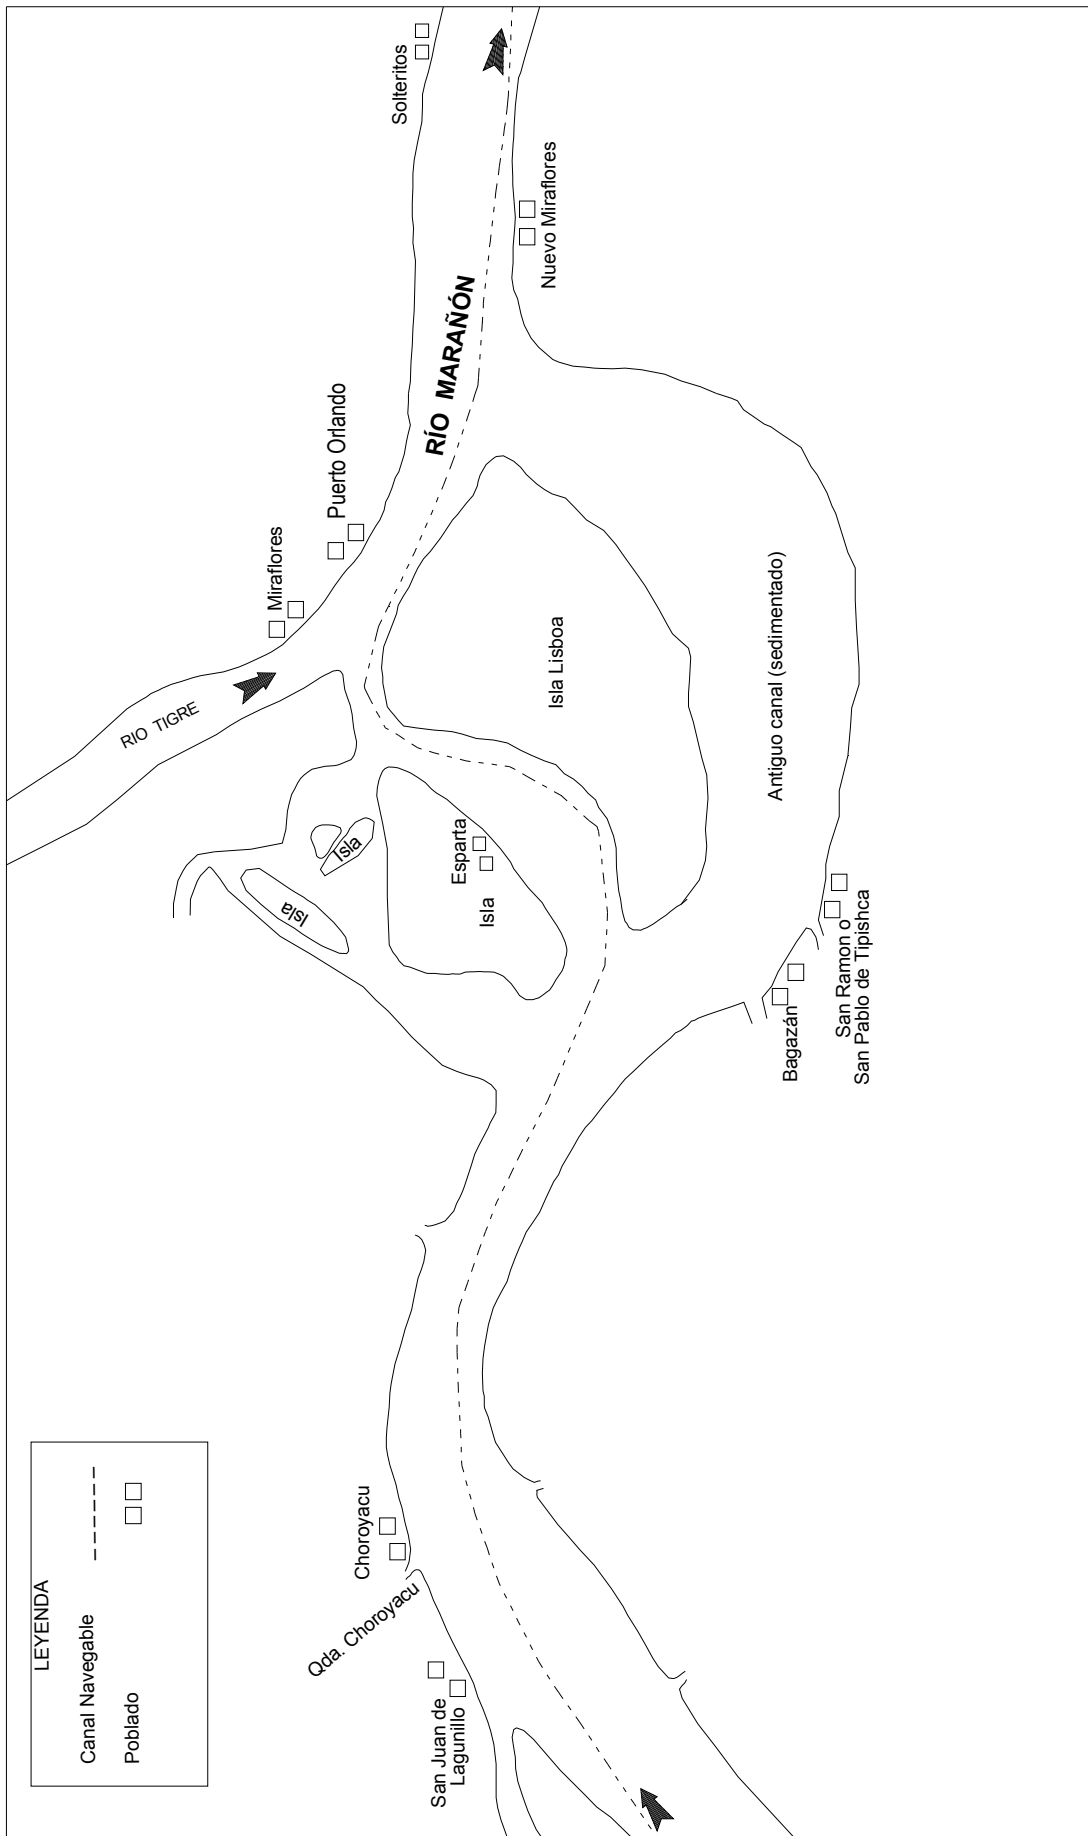 LEYENDA
Canal Navegable
Poblado
San Juan de
Lagunillo
Qda. Choroyacu
Choroyacu
Isla
Isla
Isla
Esparta
RIO TIGRE
Miraflores
Puerto Orlando
RÍO MARAÑÓN
Solteritos
Nuevo Miraflores
Isla Lisboa
Antiguo canal (sedimentado)
Bagazán
San Ramon o
San Pablo de Tipishca